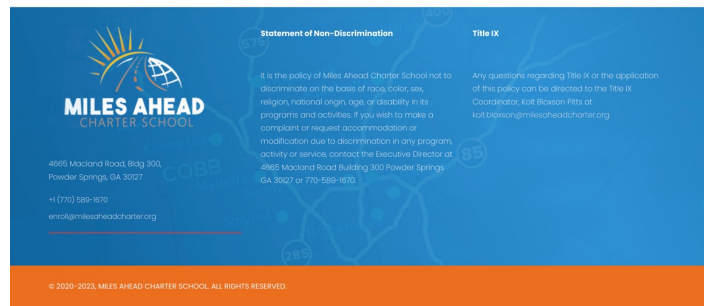 MILES AHEAD
CHARTER SCHOOL
4665 Macland Road, Bldg 300,
Powder Springs, GA 30127
+1 (770) 589-1670
enroll@milesaheadcharter.org
Statement of Non-Discrimination
It is the policy of Miles Ahead Charter School not to
discriminate on the basis of race, color, sex,
religion, national origin, age, or disability in its
programs and activities. If you wish to make a
complaint or request accommodation or
modification due to discrimination in any program,
activity or service, contact the Executive Director at
4665 Macland Road Building 300 Powder Springs
GA 30127 or 770-589-1670.
Title IX
Any questions regarding Title IX or the application
of this policy can be directed to the Title IX
Coordinator, Kolt Bloxson Pitts at
kolt.bloxson@milesaheadcharter.org
400
575
COBB
85
285
© 2020-2023, MILES AHEAD CHARTER SCHOOL. ALL RIGHTS RESERVED.